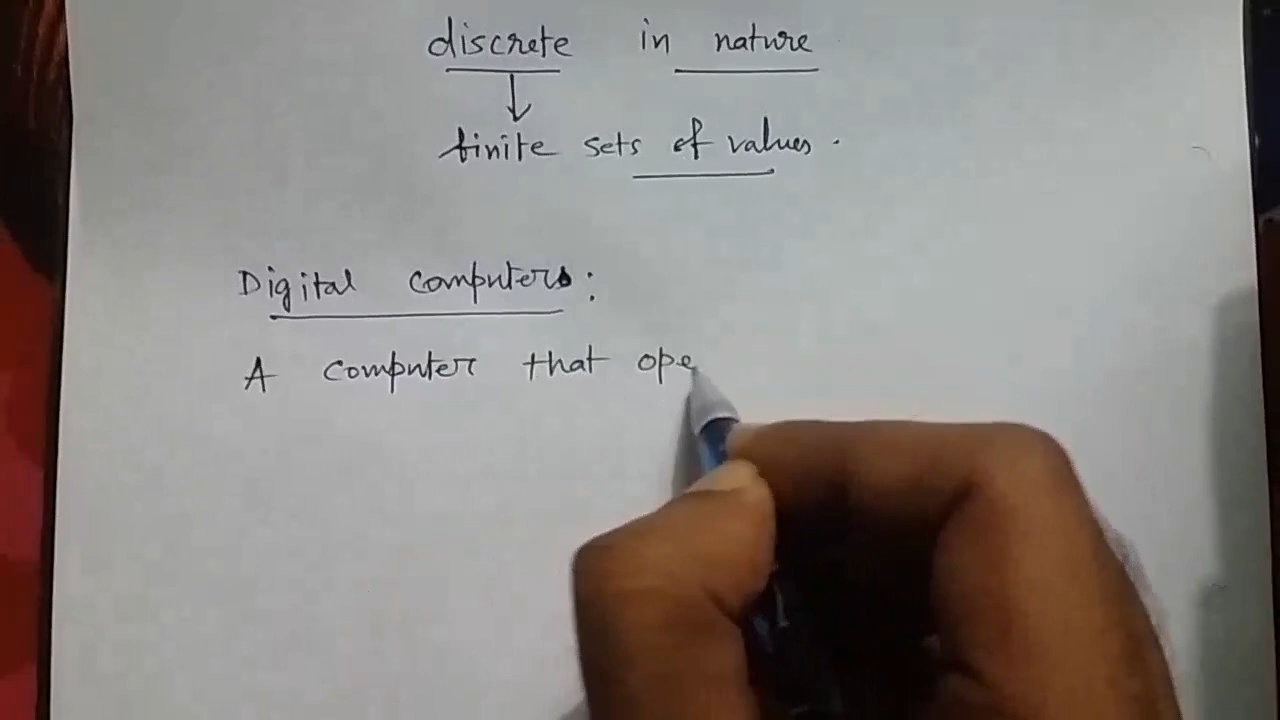 discrete in nature
finite sets of values.
Digital computers:
A computer that ope